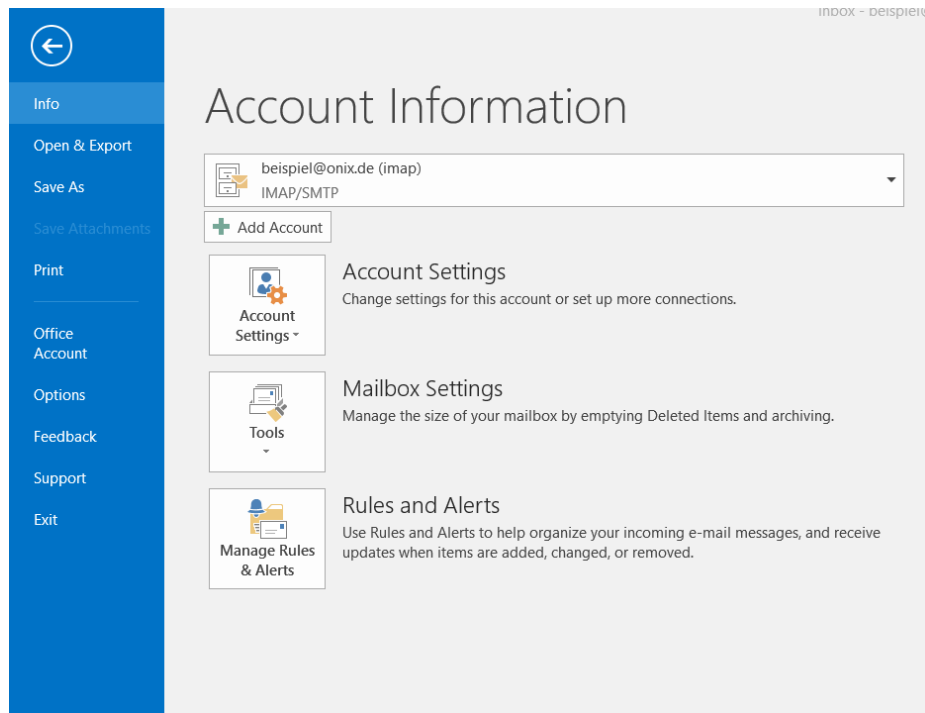 Inbox - beispiel@
Info
Open & Export
Save As
Save Attachments
Print
Office
Account
Options
Feedback
Support
Exit
Account Information
beispiel@onix.de (imap)
IMAP/SMTP
Add Account
Account
Settings
Account Settings
Change settings for this account or set up more connections.
Tools
Mailbox Settings
Manage the size of your mailbox by emptying Deleted Items and archiving.
Manage Rules
& Alerts
Rules and Alerts
Use Rules and Alerts to help organize your incoming e-mail messages, and receive
updates when items are added, changed, or removed.